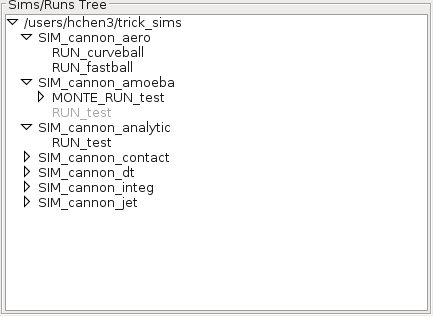 Sims/Runs Tree
/users/hchen3/trick_sims
SIM_cannon_aero
RUN_curveball
RUN_fastball
SIM_cannon_amoeba
MONTE_RUN_test
RUN_test
SIM_cannon_analytic
RUN_test
SIM_cannon_contact
SIM_cannon_dt
SIM_cannon_integ
SIM_cannon_jet